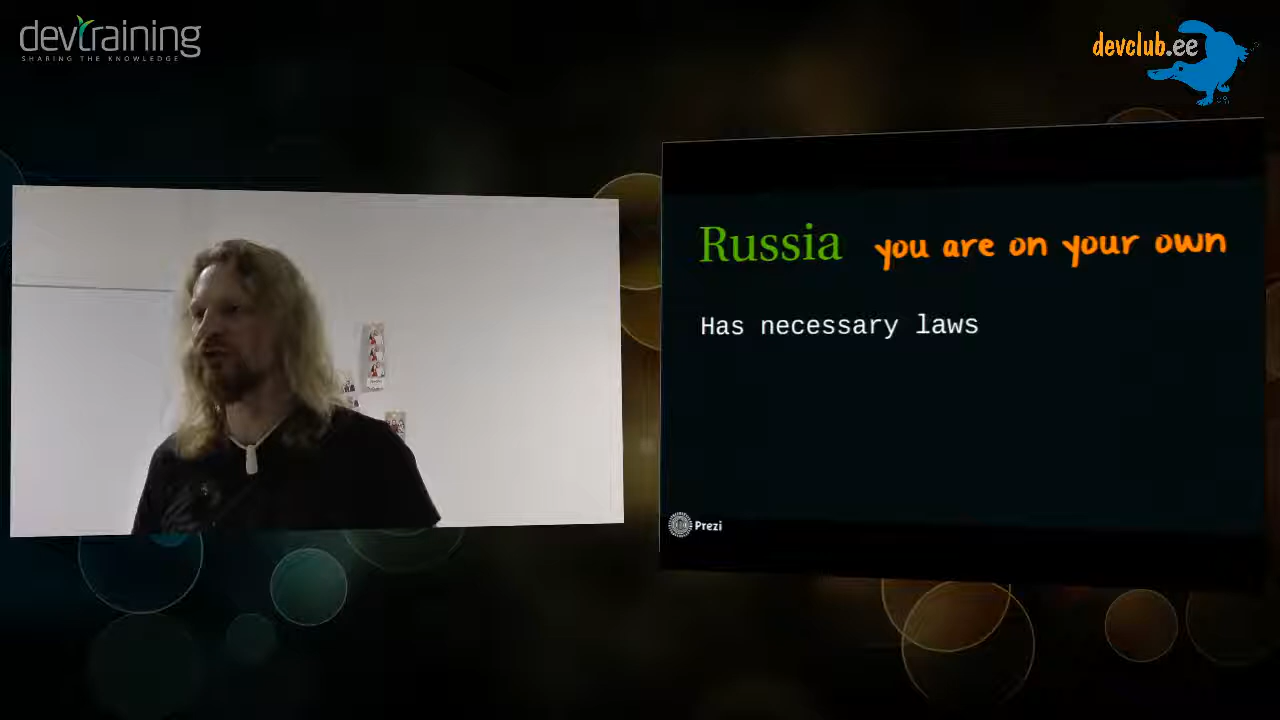 devtraining
SHARING THE KNOWLEDGE
devclub.ee
Russia you are on your own
Has necessary laws
Prezi